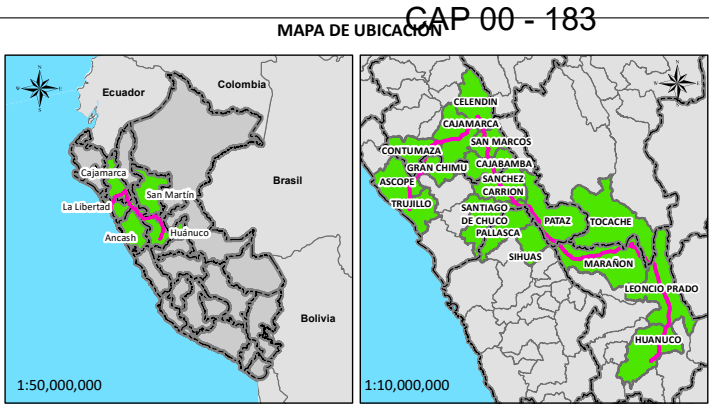 CAP 00 - 183
MAPA DE UBICACIÓN
N
W
E
S
Ecuador
Colombia
Cajamarca
San Martín
Brasil
La Libertad
Ancash
Huánuco
Bolivia
1:50,000,000
N
W
E
S
CELENDIN
CAJAMARCA
SAN MARCOS
CONTUMAZA
GRAN CHIMU
CAJABAMBA
ASCOPE
SANCHEZ
CARRION
TRUJILLO
SANTIAGO
DE CHUCO
PATAZ
TOCACHE
PALLASCA
SIHUAS
MARAÑON
LEONCIO PRADO
HUANUCO
1:10,000,000